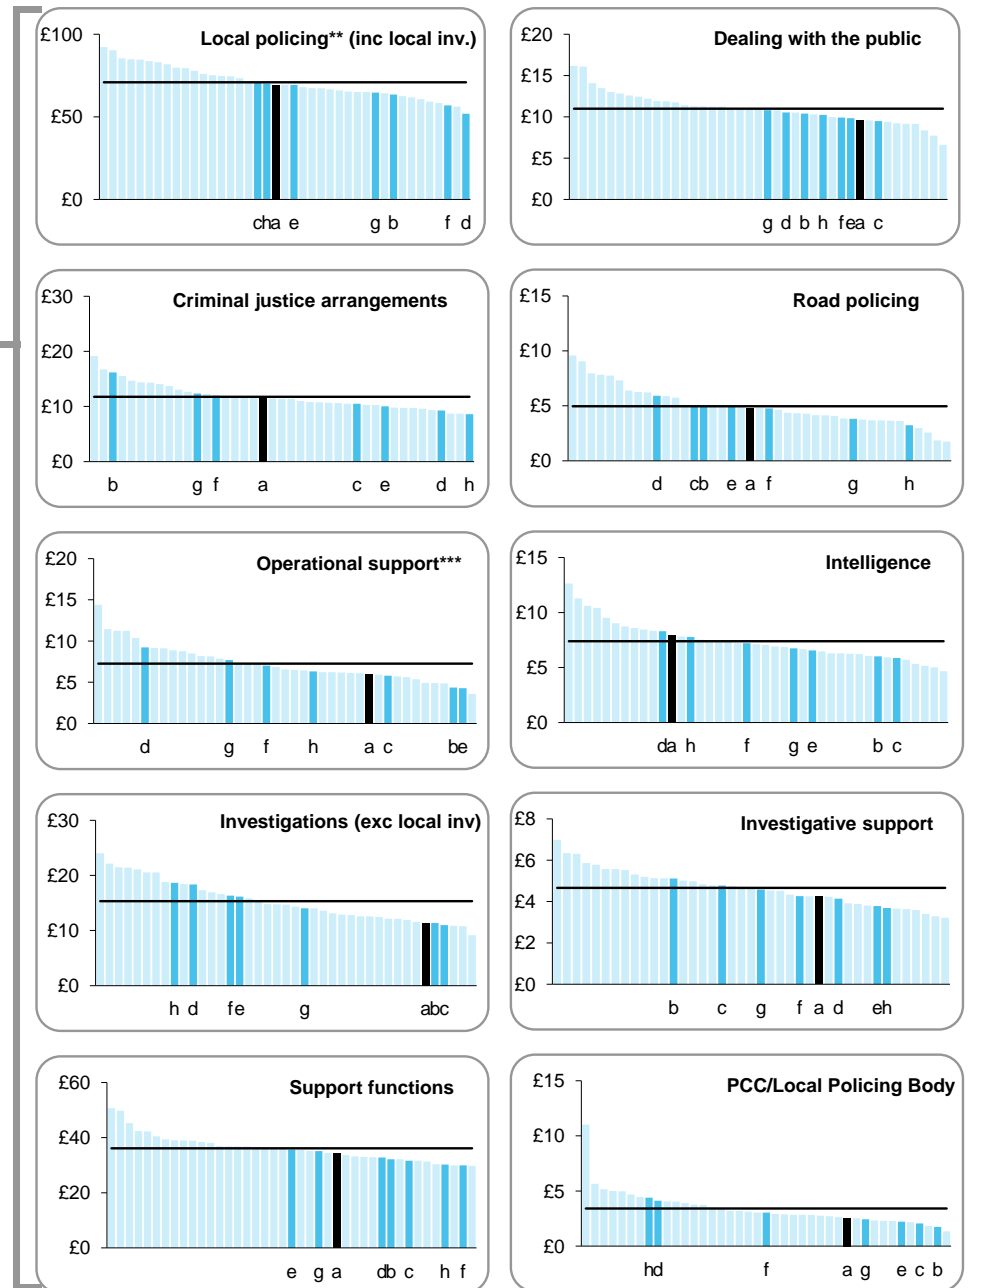 Local policing** (inc local inv.)
£100
£50
£0
cha e g b f d
Dealing with the public
£20
£15
£10
£5
£0
g d b h fea c
Criminal justice arrangements
£30
£20
£10
£0
b g f a c e d h
Road policing
£15
£10
£5
£0
d cb e a f g h
Operational support***
£20
£15
£10
£5
£0
d g f h a c be
Intelligence
£15
£10
£5
£0
da h f g e b c
Investigations (exc local inv)
£30
£20
£10
£0
h d fe g abc
Investigative support
£8
£6
£4
£2
£0
b c g f a d eh
Support functions
£60
£40
£20
£0
e g a db c h f
PCC/Local Policing Body
£15
£10
£5
£0
hd f a g e c b